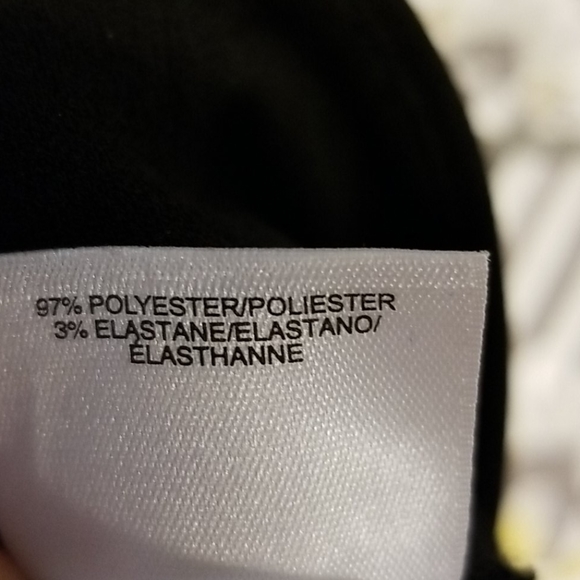 97% POLYESTER/POLIESTER
3% ELASTANE/ELASTANO/
ÉLASTHANNE